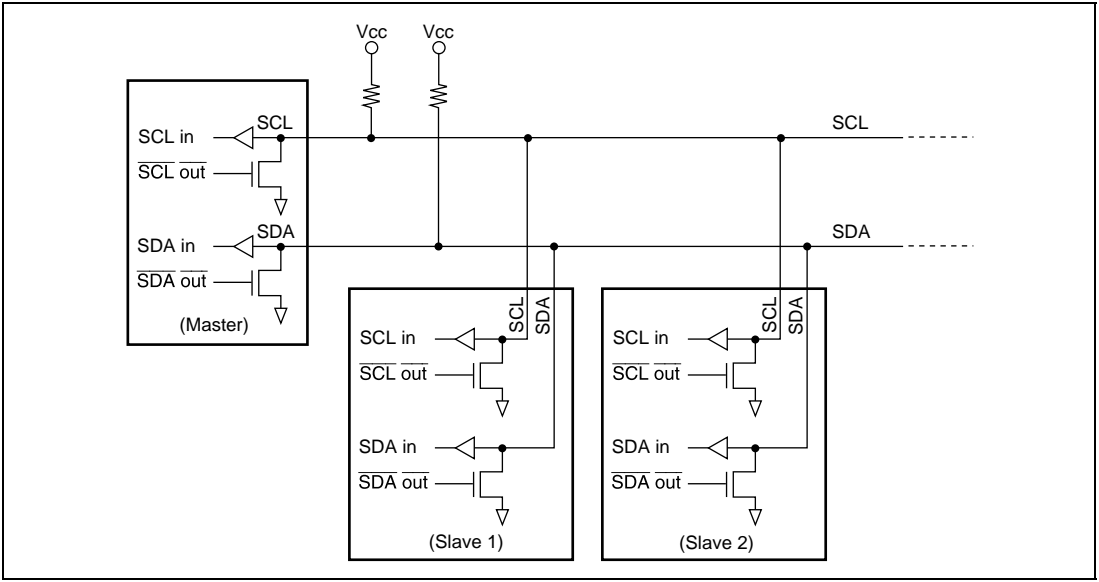 Vcc
Vcc
SCL
SCL in
SCL out
SDA
SDA in
SDA out
(Master)
SCL
SDA
SCL
SDA
SCL in
SCL out
SDA in
SDA out
(Slave 1)
SCL
SDA
SCL in
SCL out
SDA in
SDA out
(Slave 2)